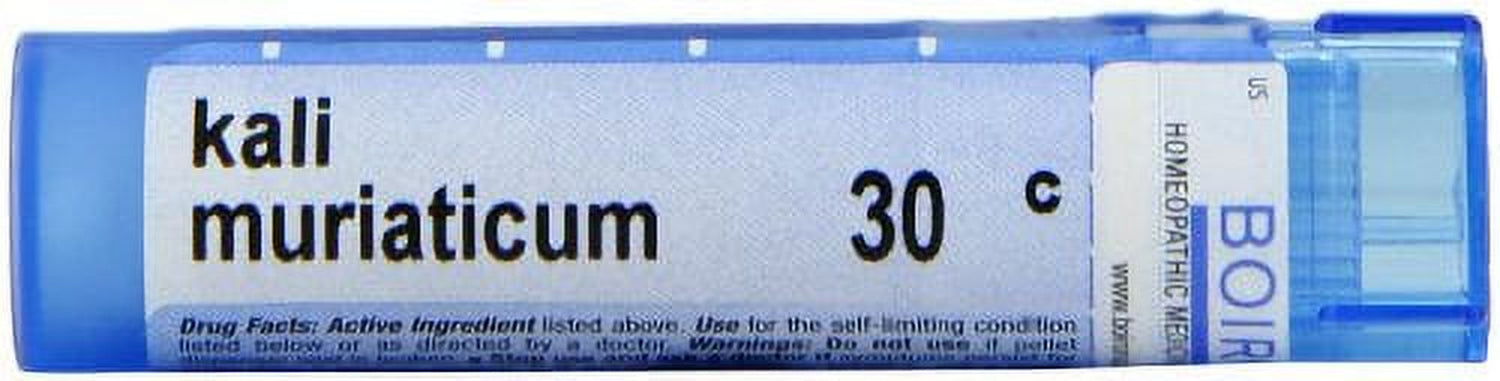 kali
muriaticum
30 c
Drug Facts: Active Ingredient listed above. Use for the self-limiting condition
listed below or as directed by a doctor. Warnings: Do not use if pellet
US
BOIR
HOMEOPATHIC MEDIC